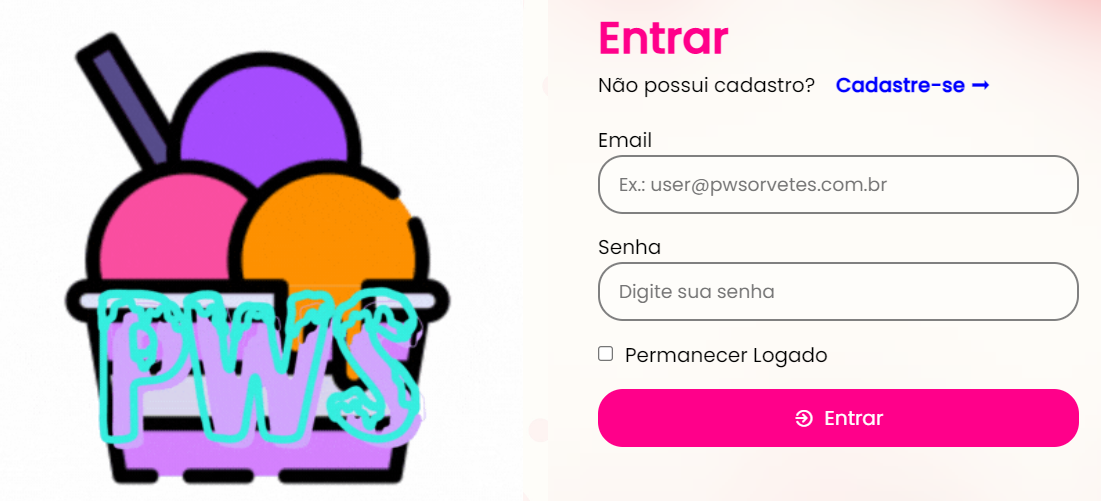 PWS
Entrar
Não possui cadastro? Cadastre-se ➞
Email
Ex.: user@pwsorvetes.com.br
Senha
Digite sua senha
Permanecer Logado
Entrar